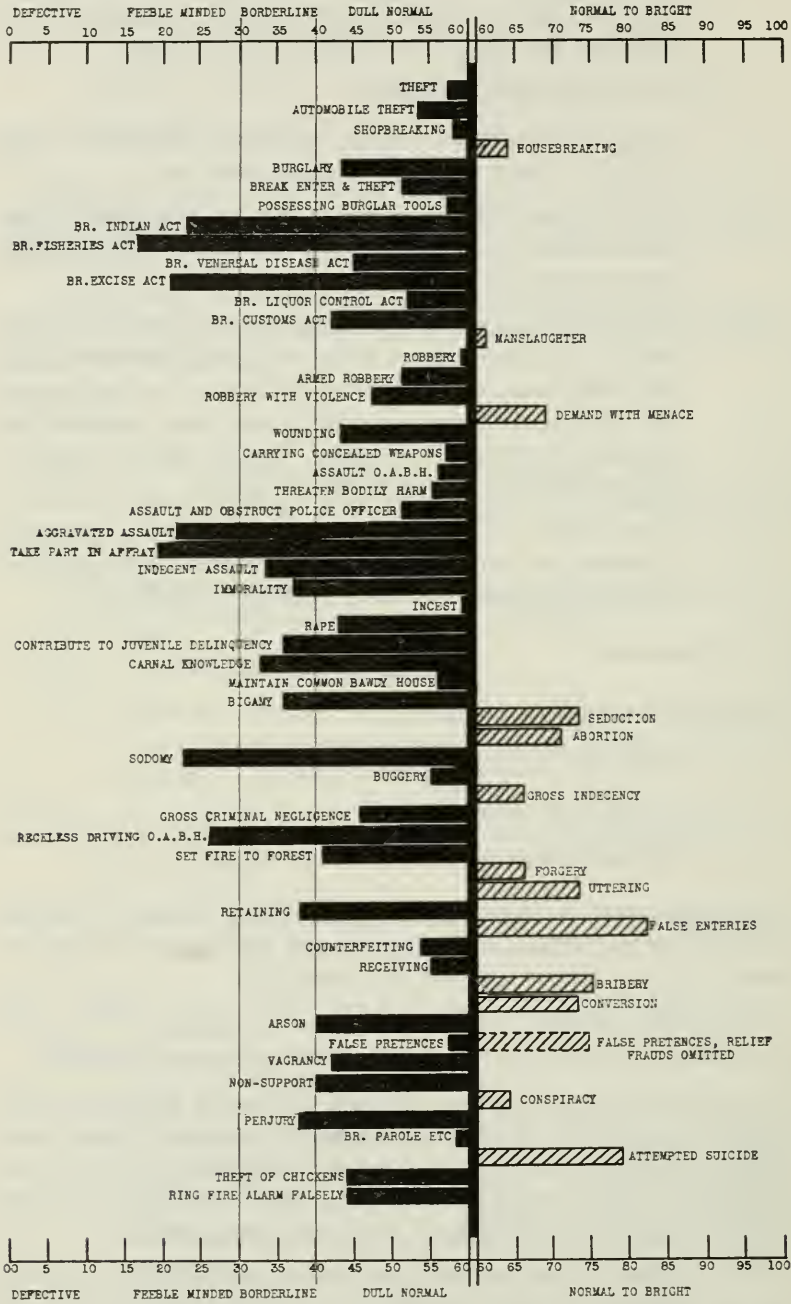 DEFECTIVE FEEBLE MINDED BORDERLINE DULL NORMAL NORMAL TO BRIGHT
00 5 10 15 20 25 30 35 40 45 50 55 60 60 65 70 75 80 85 90 95 100
THEFT
AUTOMOBILE THEFT
SHOPBREAKING
HOUSEBREAKING
BURGLARY
BREAK ENTER & THEFT
POSSESSING BURGLAR TOOLS
BR. INDIAN ACT
BR.FISHERIES ACT
BR. VENEREAL DISEASE ACT
BR.EXCISE ACT
BR. LIQUOR CONTROL ACT
BR. CUSTOMS ACT
MANSLAUGHTER
ROBBERY
ARMED ROBBERY
ROBBERY WITH VIOLENCE
DEMAND WITH MENACE
WOUNDING
CARRYING CONCEALED WEAPONS
ASSAULT O.A.B.H.
THREATEN BODILY HARM
ASSAULT AND OBSTRUCT POLICE OFFICER
AGGRAVATED ASSAULT
TAKE PART IN AFFRAY
INDECENT ASSAULT
IMMORALITY
INCEST
RAPE
CONTRIBUTE TO JUVENILE DELINQUENCY
CARNAL KNOWLEDGE
MAINTAIN COMMON BAWDY HOUSE
BIGAMY
SEDUCTION
ABORTION
SODOMY
BUGGERY
GROSS INDECENCY
GROSS CRIMINAL NEGLIGENCE
RECKLESS DRIVING O.A.B.H.
SET FIRE TO FOREST
FORGERY
UTTERING
RETAINING
FALSE ENTERIES
COUNTERFEITING
RECEIVING
BRIBERY
CONVERSION
ARSON
FALSE PRETENCES FALSE PRETENCES, RELIEF
FRAUDS OMITTED
VAGRANCY
NON-SUPPORT
CONSPIRACY
PERJURY
BR. PAROLE ETC
ATTEMPTED SUICIDE
THEFT OF CHICKENS
RING FIRE ALARM FALSELY
00 5 10 15 20 25 30 35 40 45 50 55 60 60 65 70 75 80 85 90 95 100
DEFECTIVE FEEBLE MINDED BORDERLINE DULL NORMAL NORMAL TO BRIGHT